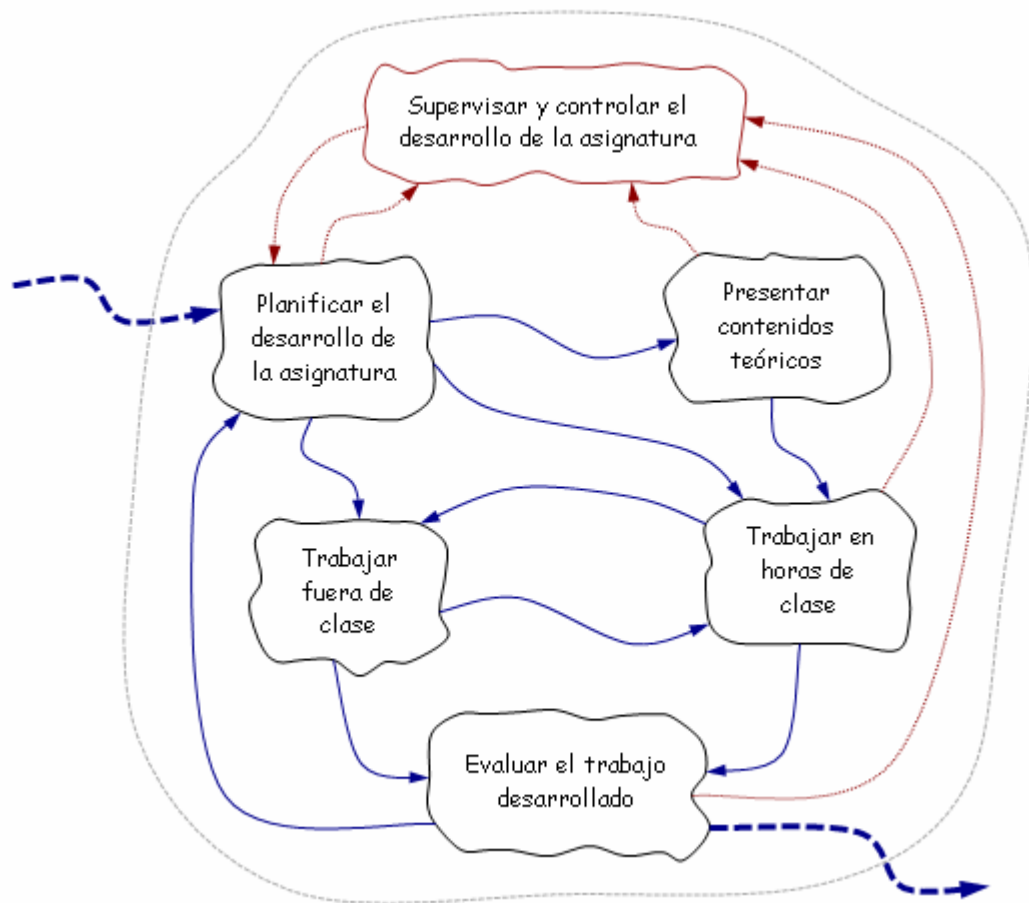 Supervisar y controlar el
desarrollo de la asignatura
Planificar el
desarrollo de
la asignatura
Presentar
contenidos
teóricos
Trabajar
fuera de
clase
Trabajar en
horas de
clase
Evaluar el trabajo
desarrollado